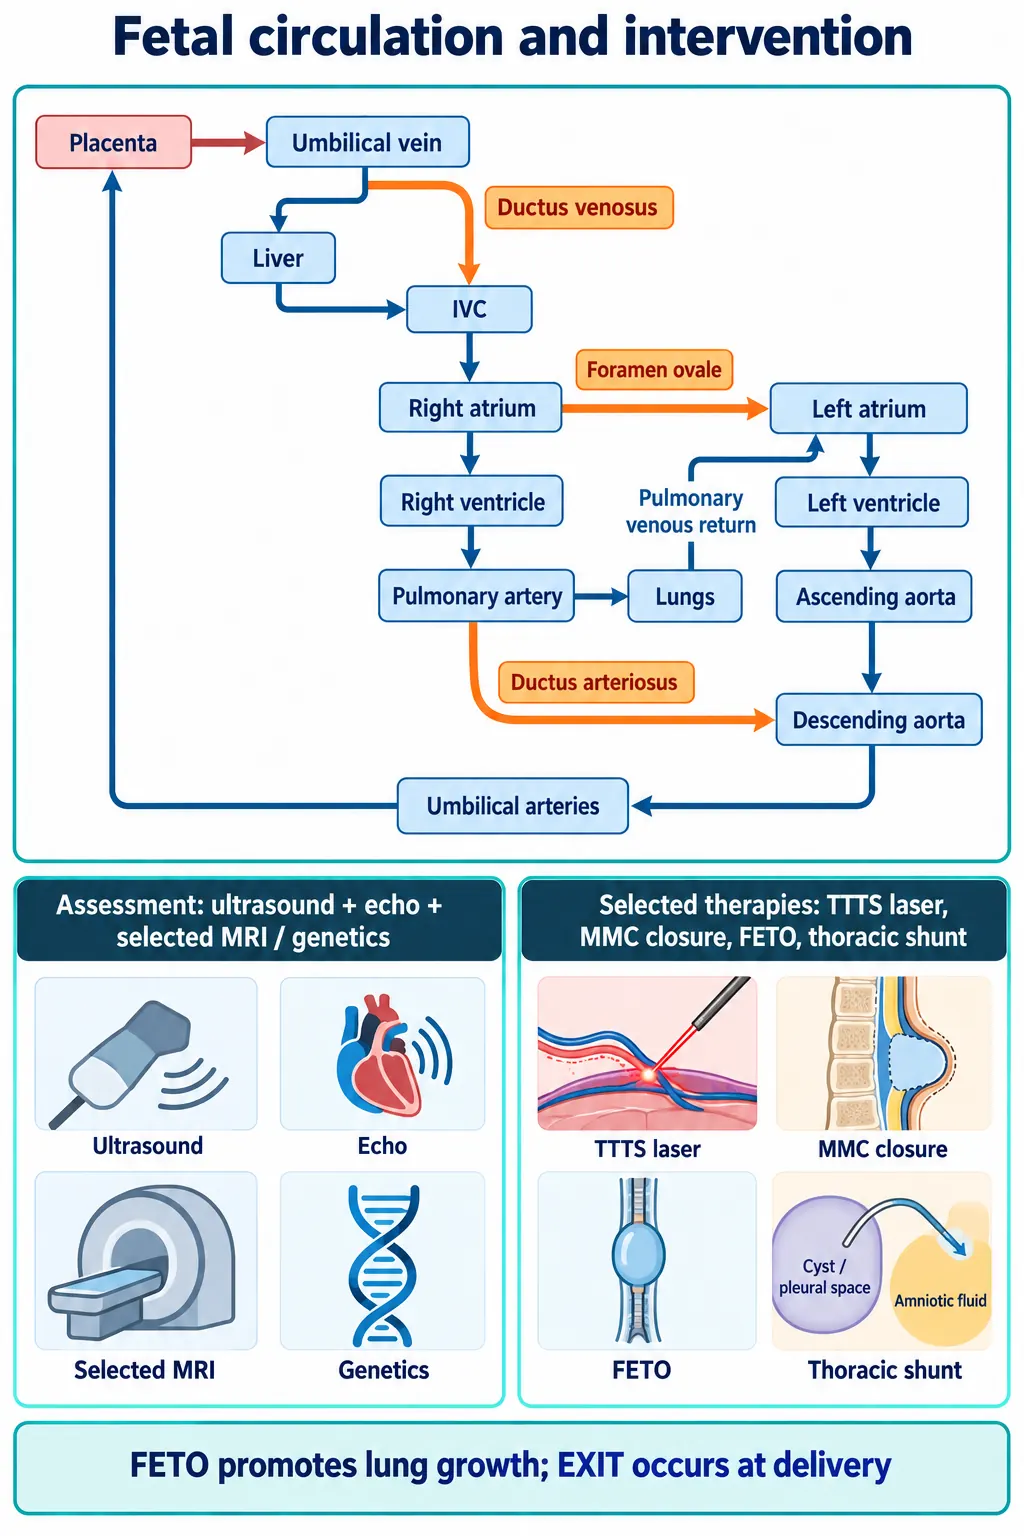 Fetal circulation and intervention
Placenta
Umbilical vein
Ductus venosus
Liver
IVC
Foramen ovale
Right atrium
Left atrium
Right ventricle
Pulmonary
venous return
Left ventricle
Pulmonary artery
Lungs
Ascending aorta
Ductus arteriosus
Descending aorta
Umbilical arteries
Assessment: ultrasound + echo +
selected MRI / genetics
Ultrasound
Echo
Selected MRI
Genetics
Selected therapies: TTTS laser,
MMC closure, FETO, thoracic shunt
TTTS laser
MMC closure
FETO
Cyst /
pleural space
Amniotic fluid
Thoracic shunt
FETO promotes lung growth; EXIT occurs at delivery